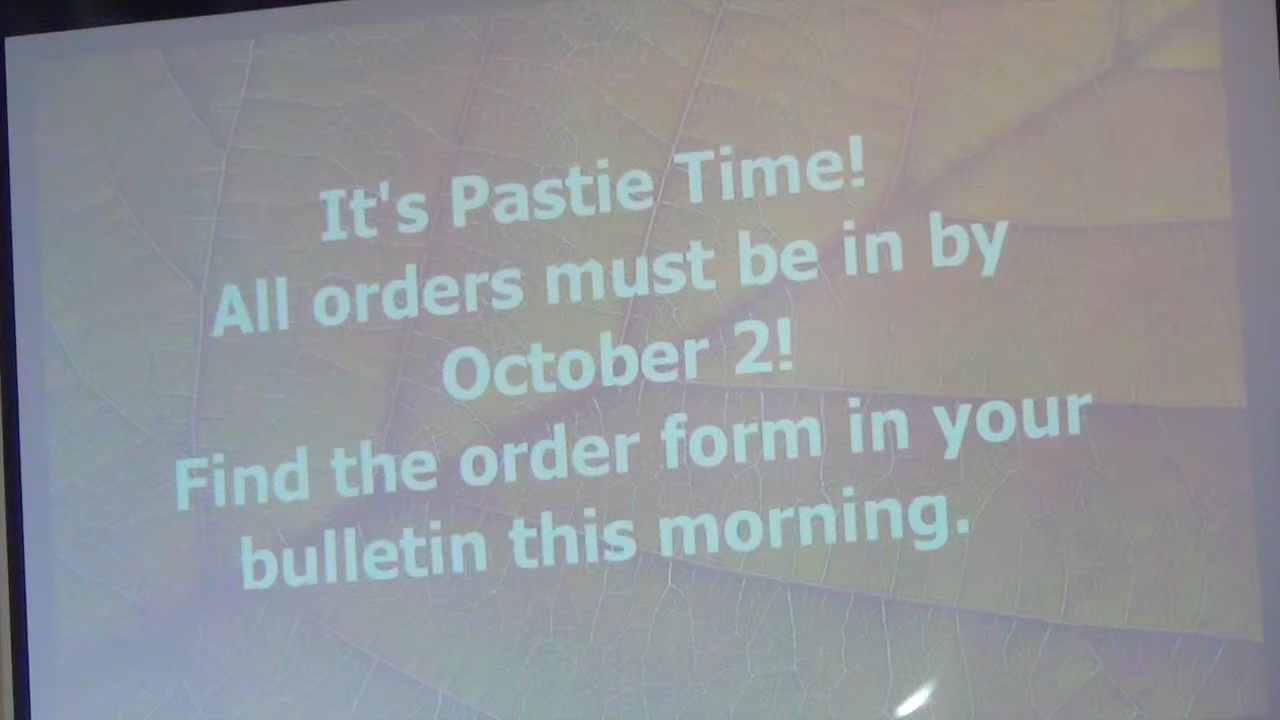 It's Pastie Time!
All orders must be in by
October 2!
Find the order form in your
bulletin this morning.